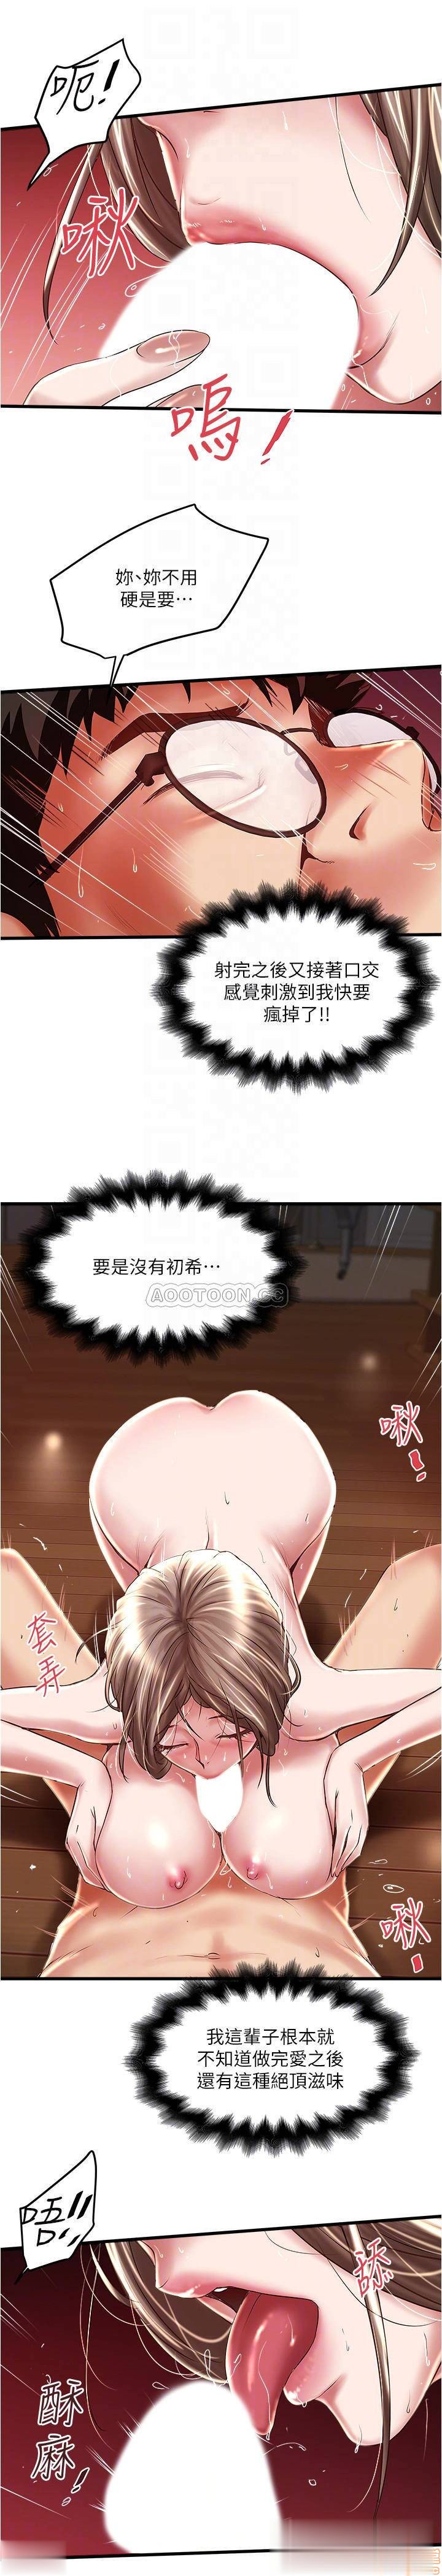 呃!
啾
嗚!
妳、妳不用
硬是要…
射完之後又接著口交
感覺刺激到我快要
瘋掉了!!
要是沒有初希…
AOOTOON.CC
啾!
套弄
啾!
我這輩子根本就
不知道做完愛之後
還有這種絕頂滋味
唔!!
舔
酥麻